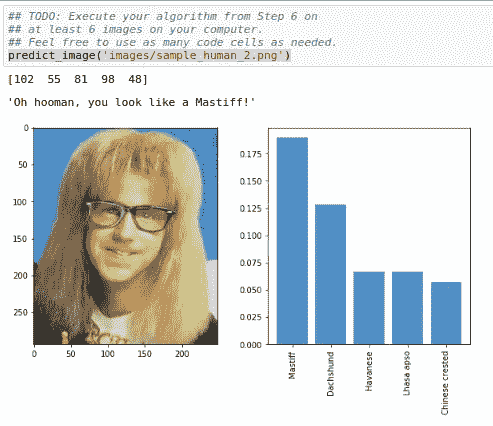 ## TODO: Execute your algorithm from Step 6 on
## at least 6 images on your computer.
## Feel free to use as many code cells as needed.
predict_image('images/sample_human_2.png')
[102  55  81  98  48]
'Oh hooman, you look like a Mastiff!'
0
50
100
150
200
250
0 50 100 150 200
0.175
0.150
0.125
0.100
0.075
0.050
0.025
0.000
Mastiff
Dachshund
Havanese
Lhasa apso
Chinese crested